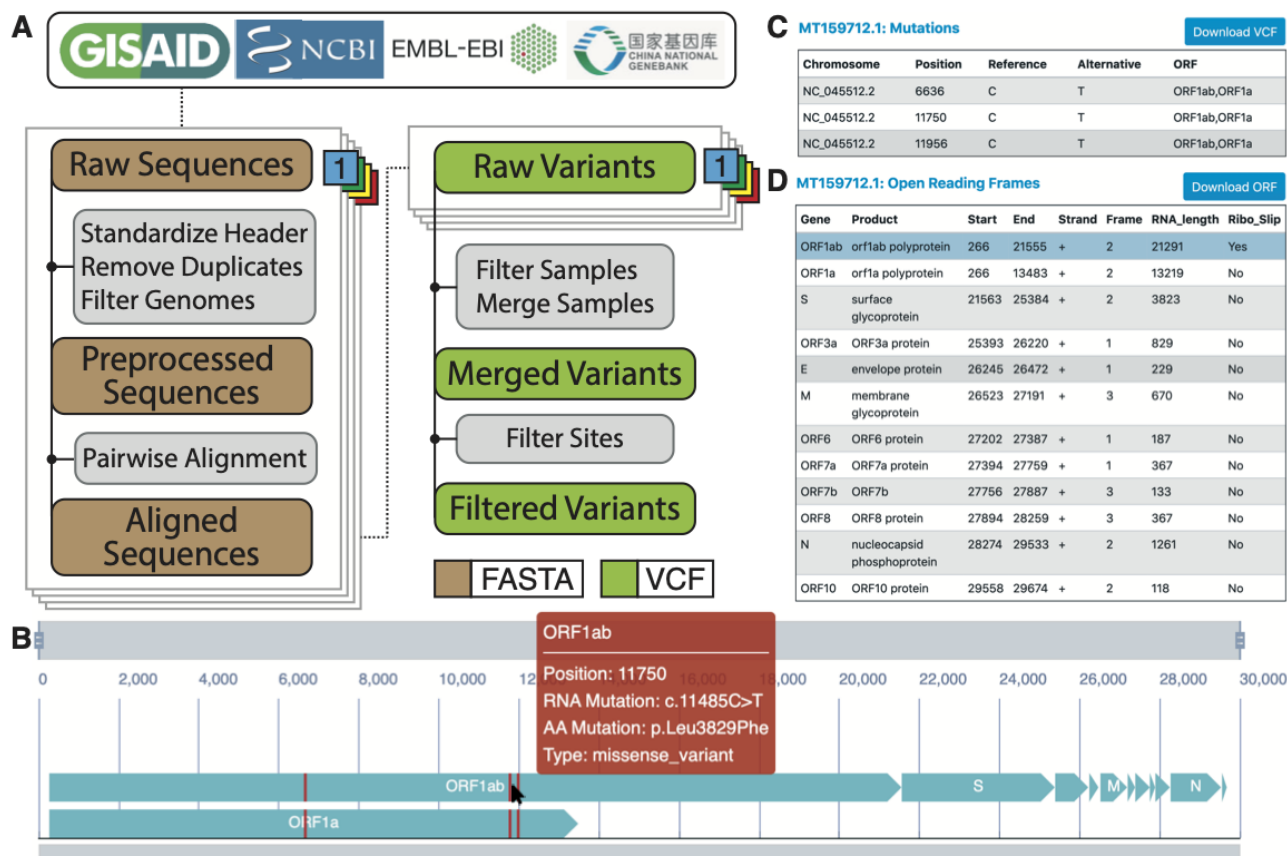 A
GISAID
NCBI
EMBL-EBI
国家基因库
CHINA NATIONAL
GENEBANK
Raw Sequences
1
Standardize Header
Remove Duplicates
Filter Genomes
Preprocessed
Sequences
Pairwise Alignment
Aligned
Sequences
Raw Variants
1
Filter Samples
Merge Samples
Merged Variants
Filter Sites
Filtered Variants
FASTA
VCF
C
MT159712.1: Mutations
Download VCF
Chromosome Position Reference Alternative ORF
NC_045512.2 6636 C T ORF1ab,ORF1a
NC_045512.2 11750 C T ORF1ab,ORF1a
NC_045512.2 11956 C T ORF1ab,ORF1a
D
MT159712.1: Open Reading Frames
Download ORF
Gene Product Start End Strand Frame RNA_length Ribo_Slip
ORF1ab orf1ab polyprotein 266 21555 + 2 21291 Yes
ORF1a orf1a polyprotein 266 13483 + 2 13219 No
S surface 21563 25384 + 2 3823 No
glycoprotein
ORF3a ORF3a protein 25393 26220 + 1 829 No
E envelope protein 26245 26472 + 1 229 No
M membrane 26523 27191 + 3 670 No
glycoprotein
ORF6 ORF6 protein 27202 27387 + 1 187 No
ORF7a ORF7a protein 27394 27759 + 1 367 No
ORF7b ORF7b 27756 27887 + 3 133 No
ORF8 ORF8 protein 27894 28259 + 3 367 No
N nucleocapsid 28274 29533 + 2 1261 No
phosphoprotein
ORF10 ORF10 protein 29558 29674 + 2 118 No
B
0 2,000 4,000 6,000 8,000 10,000 12,000 14,000 16,000 18,000 20,000 22,000 24,000 26,000 28,000 30,000
ORF1ab
Position: 11750
RNA Mutation: c.11485C>T
AA Mutation: p.Leu3829Phe
Type: missense_variant
ORF1ab S M N
ORF1a